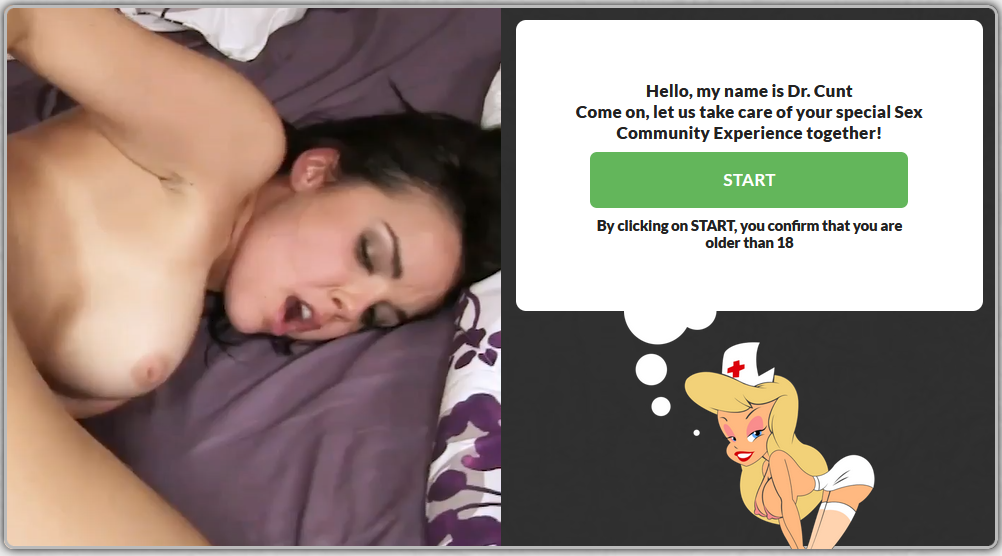 Hello, my name is Dr. Cunt
Come on, let us take care of your special Sex
Community Experience together!
START
By clicking on START, you confirm that you are
older than 18